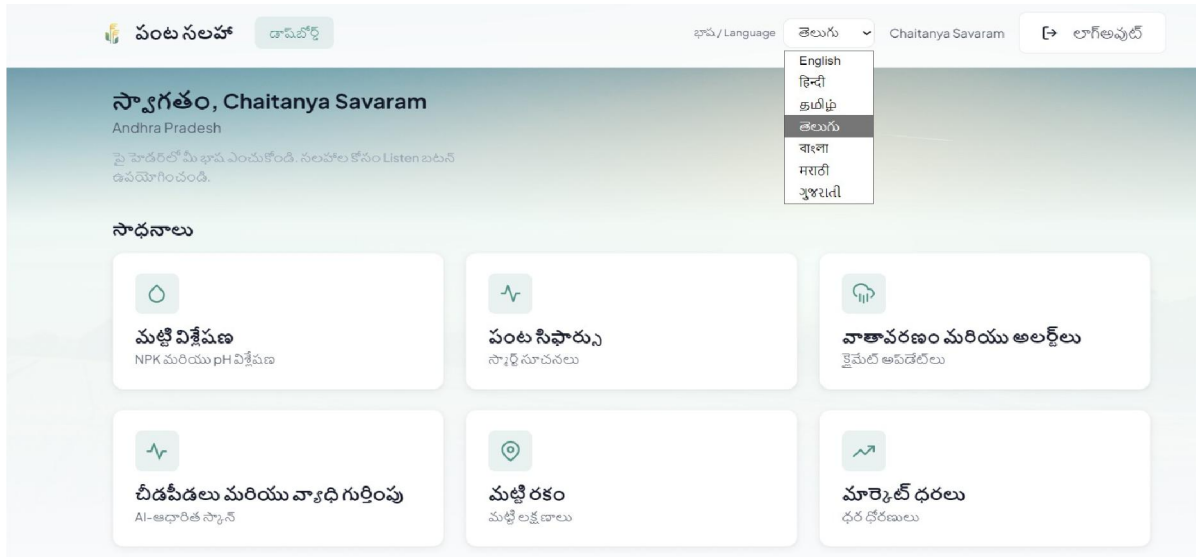 పంట సలహా
డాష్‌బోర్డ్
భాష / Language
తెలుగు
Chaitanya Savaram
లాగ్అవుట్
English
हिन्दी
தமிழ்
తెలుగు
বাংলা
मराठी
ગુજરાતી
స్వాగతం, Chaitanya Savaram
Andhra Pradesh
పై హెడర్‌లో మీ భాష ఎంచుకోండి. సలహాల కోసం Listen బటన్
ఉపయోగించండి.
సాధనాలు
మట్టి విశ్లేషణ
NPK మరియు pH విశ్లేషణ
పంట సిఫార్సు
స్మార్ట్ సూచనలు
వాతావరణం మరియు అలర్ట్‌లు
క్లైమేట్ అప్‌డేట్‌లు
చీడపీడలు మరియు వ్యాధి గుర్తింపు
AI-ఆధారిత స్కాన్
మట్టి రకం
మట్టి లక్షణాలు
మార్కెట్ ధరలు
ధర ధోరణులు